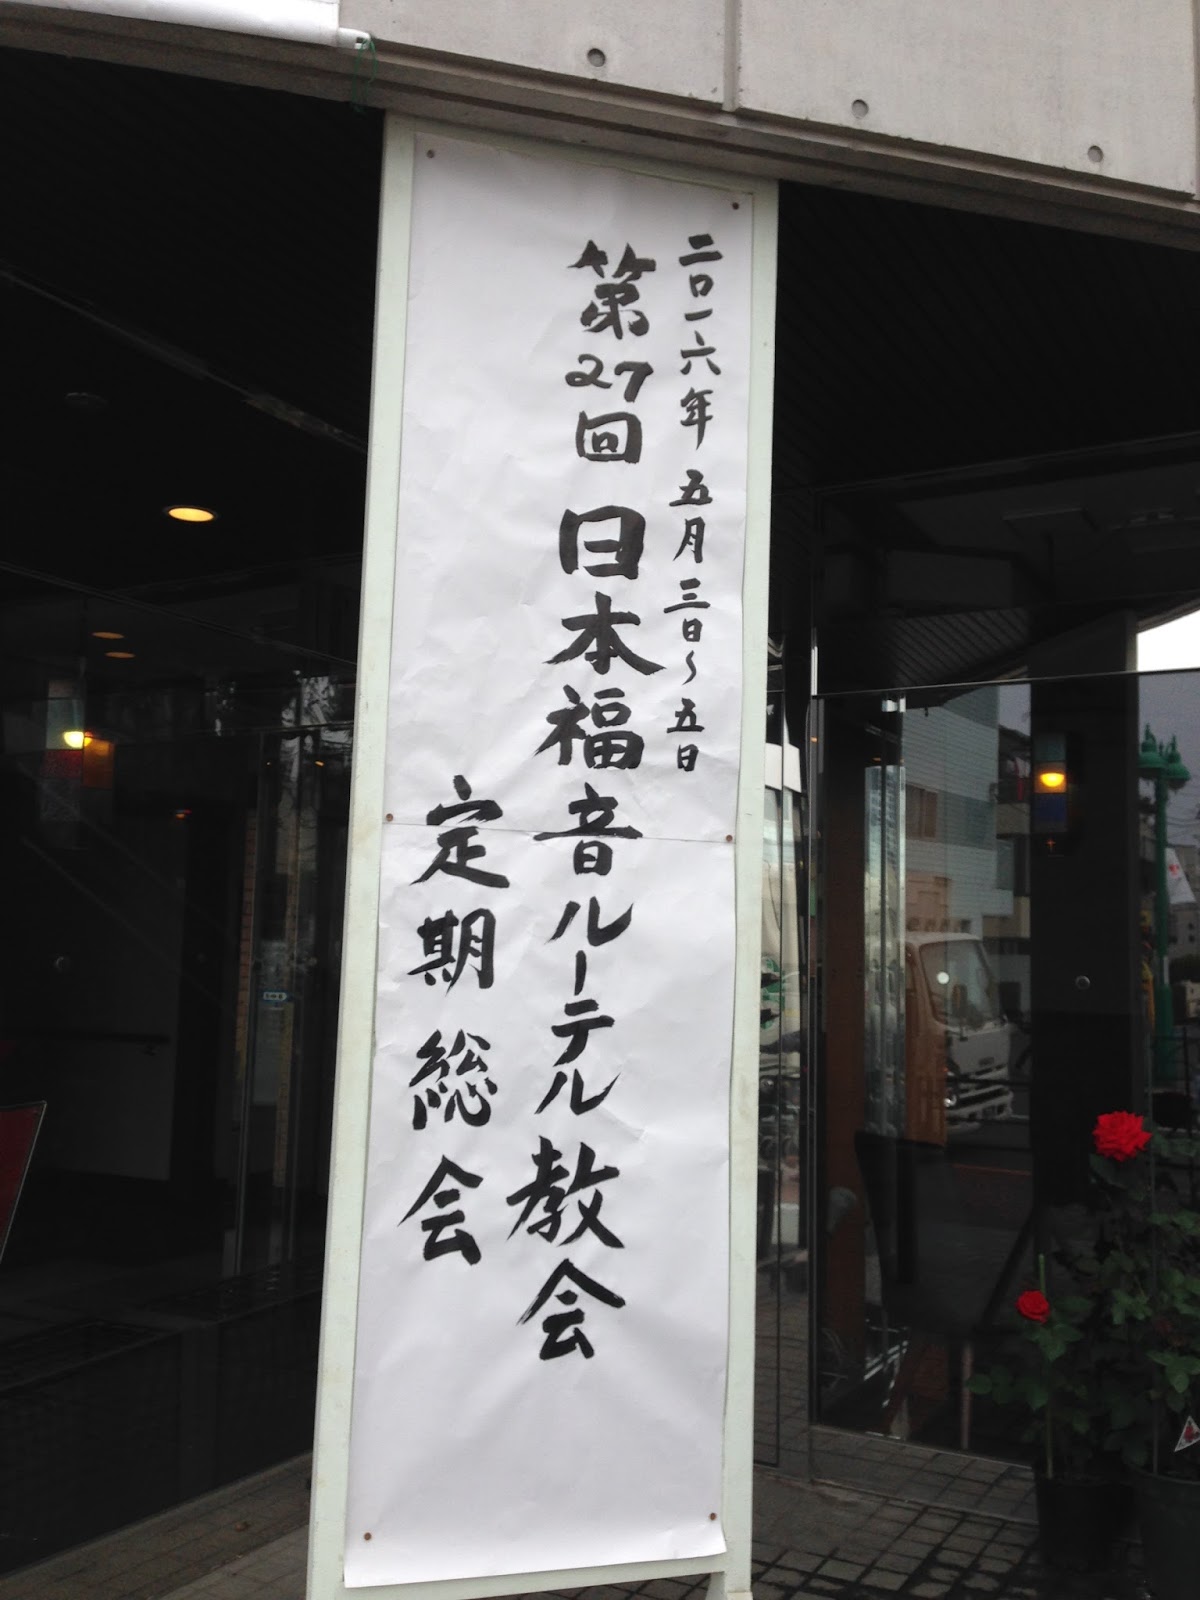 二〇一六年 五月三日〜五日
第27回 日本福音ルーテル教会
定期総会